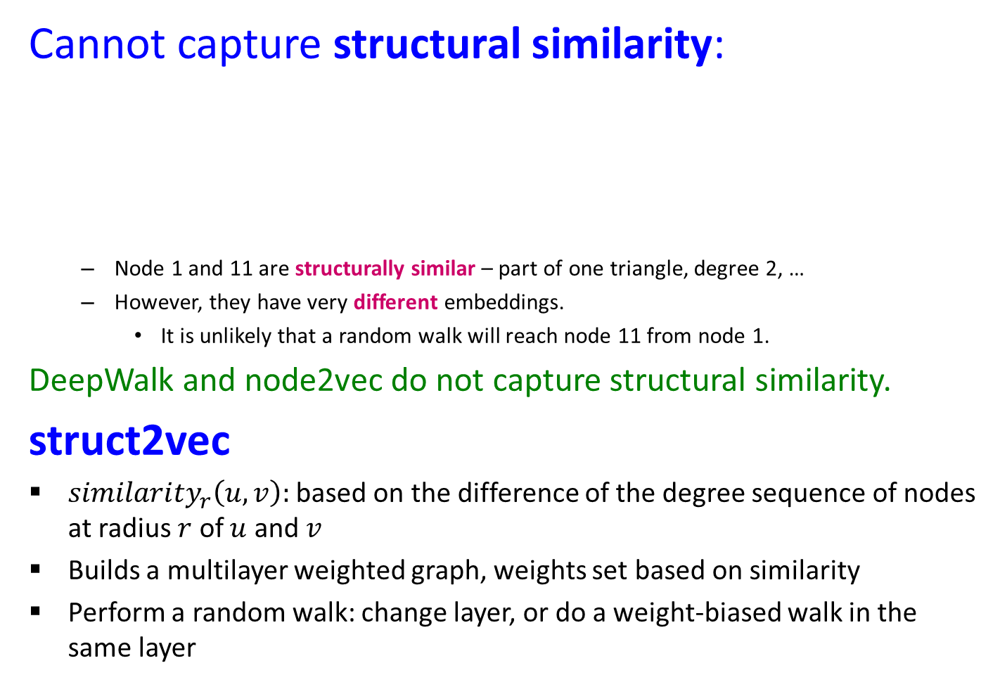 Cannot capture structural similarity:
– Node 1 and 11 are structurally similar – part of one triangle, degree 2, …
– However, they have very different embeddings.
• It is unlikely that a random walk will reach node 11 from node 1.
DeepWalk and node2vec do not capture structural similarity.
struct2vec
▪ 𝑠𝑖𝑚𝑖𝑙𝑎𝑟𝑖𝑡𝑦ᵣ(𝑢, 𝑣): based on the difference of the degree sequence of nodes
at radius 𝑟 of 𝑢 and 𝑣
▪ Builds a multilayer weighted graph, weights set based on similarity
▪ Perform a random walk: change layer, or do a weight-biased walk in the
same layer